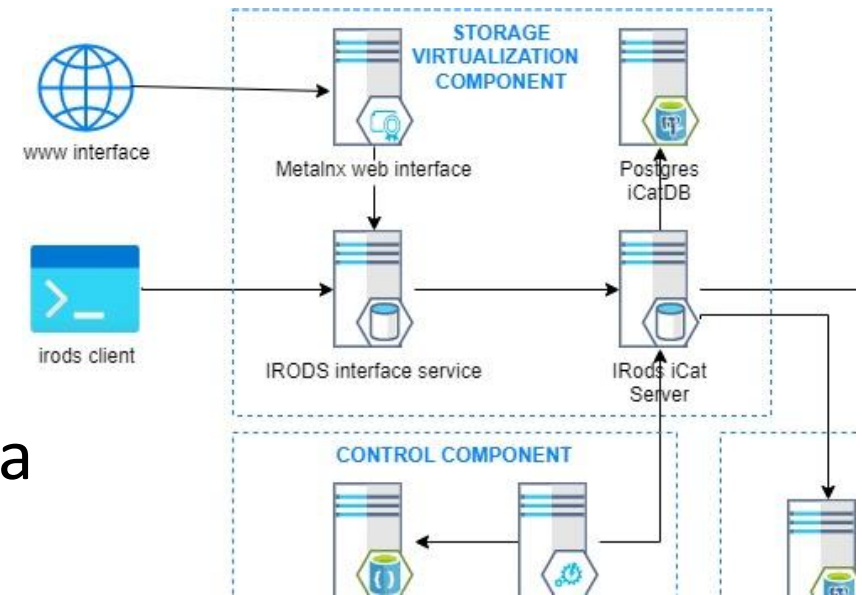 STORAGE
VIRTUALIZATION
COMPONENT
www interface
Metalnx web interface
Postgres
iCatDB
irods client
IRODS interface service
IRods iCat
Server
a
CONTROL COMPONENT